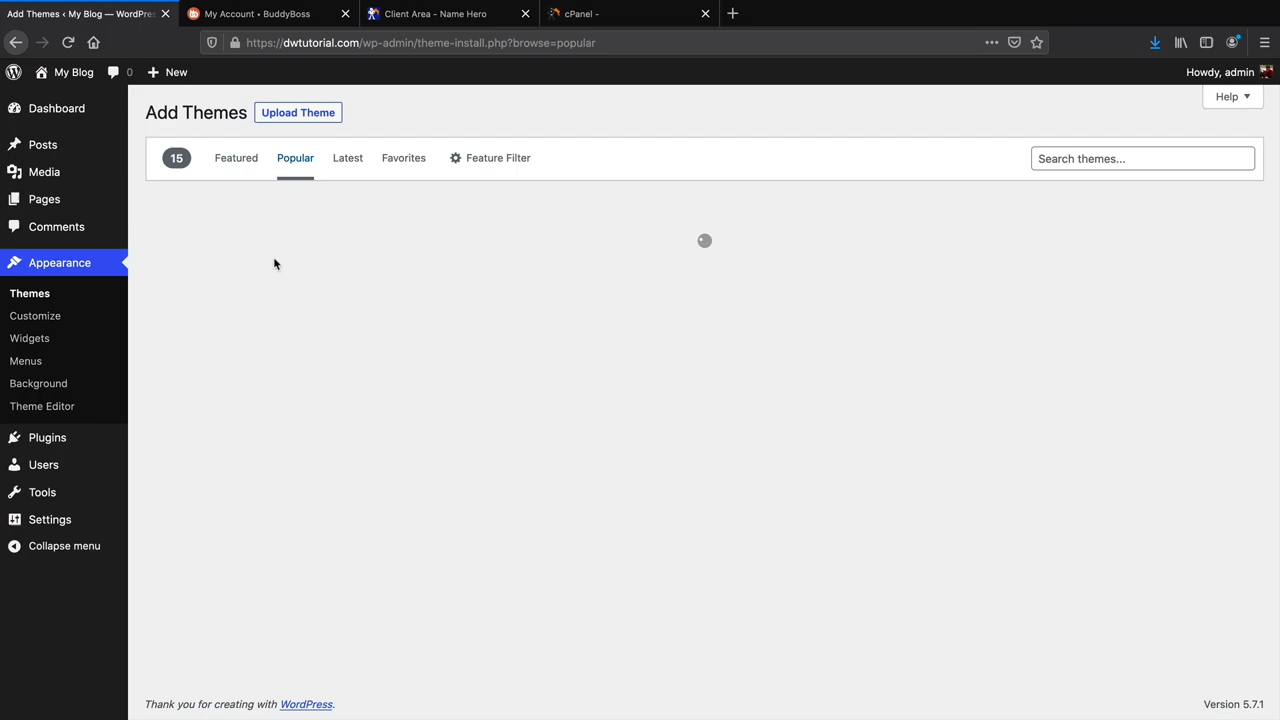 Add Themes ‹ My Blog — WordPres
My Account • BuddyBoss
Client Area - Name Hero
cPanel -
https://dwtutorial.com/wp-admin/theme-install.php?browse=popular
My Blog
0
New
Howdy, admin
Dashboard
Posts
Media
Pages
Comments
Appearance
Themes
Customize
Widgets
Menus
Background
Theme Editor
Plugins
Users
Tools
Settings
Collapse menu
Help
Add Themes
Upload Theme
15
Featured
Popular
Latest
Favorites
Feature Filter
Search themes...
Thank you for creating with WordPress.
Version 5.7.1